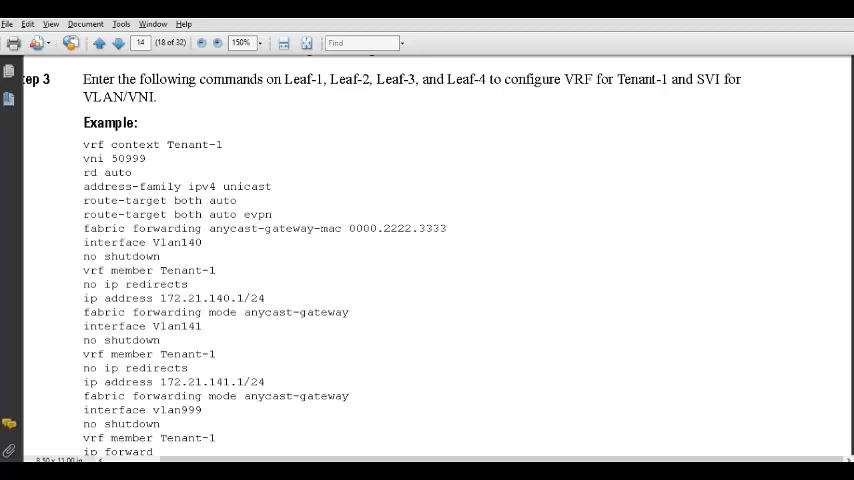 File Edit View Document Tools Window Help
14 (18 of 32) 150% Find
tep 3 Enter the following commands on Leaf-1, Leaf-2, Leaf-3, and Leaf-4 to configure VRF for Tenant-1 and SVI for
VLAN/VNI.
Example:
vrf context Tenant-1
vni 50999
rd auto
address-family ipv4 unicast
route-target both auto
route-target both auto evpn
fabric forwarding anycast-gateway-mac 0000.2222.3333
interface Vlan140
no shutdown
vrf member Tenant-1
no ip redirects
ip address 172.21.140.1/24
fabric forwarding mode anycast-gateway
interface Vlan141
no shutdown
vrf member Tenant-1
no ip redirects
ip address 172.21.141.1/24
fabric forwarding mode anycast-gateway
interface vlan999
no shutdown
vrf member Tenant-1
ip forward
8.50 x 11.00 in